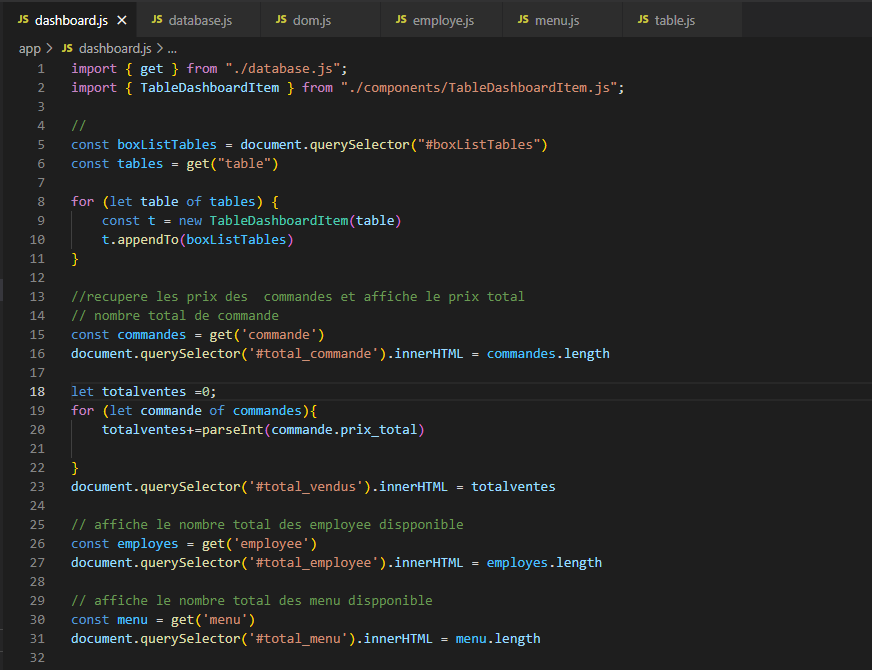 JS dashboard.js × JS database.js JS dom.js JS employe.js JS menu.js JS table.js
app > JS dashboard.js > ...
1 import { get } from "./database.js";
2 import { TableDashboardItem } from "./components/TableDashboardItem.js";
3
4 //
5 const boxListTables = document.querySelector("#boxListTables")
6 const tables = get("table")
7
8 for (let table of tables) {
9     const t = new TableDashboardItem(table)
10     t.appendTo(boxListTables)
11 }
12
13 //recupere les prix des  commandes et affiche le prix total
14 // nombre total de commande
15 const commandes = get('commande')
16 document.querySelector('#total_commande').innerHTML = commandes.length
17
18 let totalventes =0;
19 for (let commande of commandes){
20     totalventes+=parseInt(commande.prix_total)
21
22 }
23 document.querySelector('#total_vendus').innerHTML = totalventes
24
25 // affiche le nombre total des employee dispponible
26 const employes = get('employee')
27 document.querySelector('#total_employee').innerHTML = employes.length
28
29 // affiche le nombre total des menu dispponible
30 const menu = get('menu')
31 document.querySelector('#total_menu').innerHTML = menu.length
32